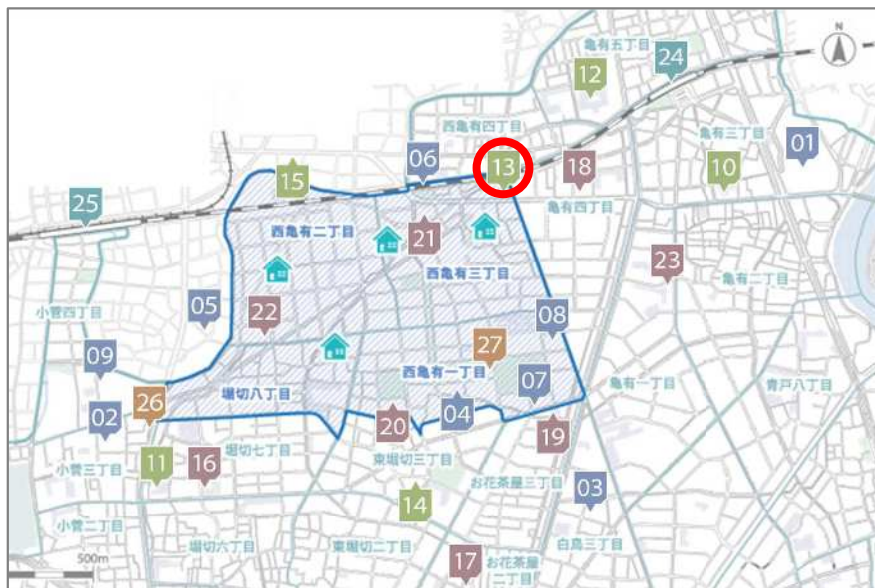 亀有五丁目
24
N
12
西亀有四丁目
亀有三丁目
01
06
13
18
10
15
25
亀有四丁目
西亀有二丁目
21
西亀有三丁目
23
亀有二丁目
05
22
小菅四丁目
08
27
09
西亀有一丁目
07
亀有一丁目
青戸八丁目
堀切八丁目
26
02
04
20
19
堀切七丁目
東堀切三丁目
小菅三丁目
11
16
お花茶屋三丁目
03
14
小菅二丁目
堀切六丁目
東堀切二丁目
白鳥三丁目
17
お花茶屋
二丁目
500m